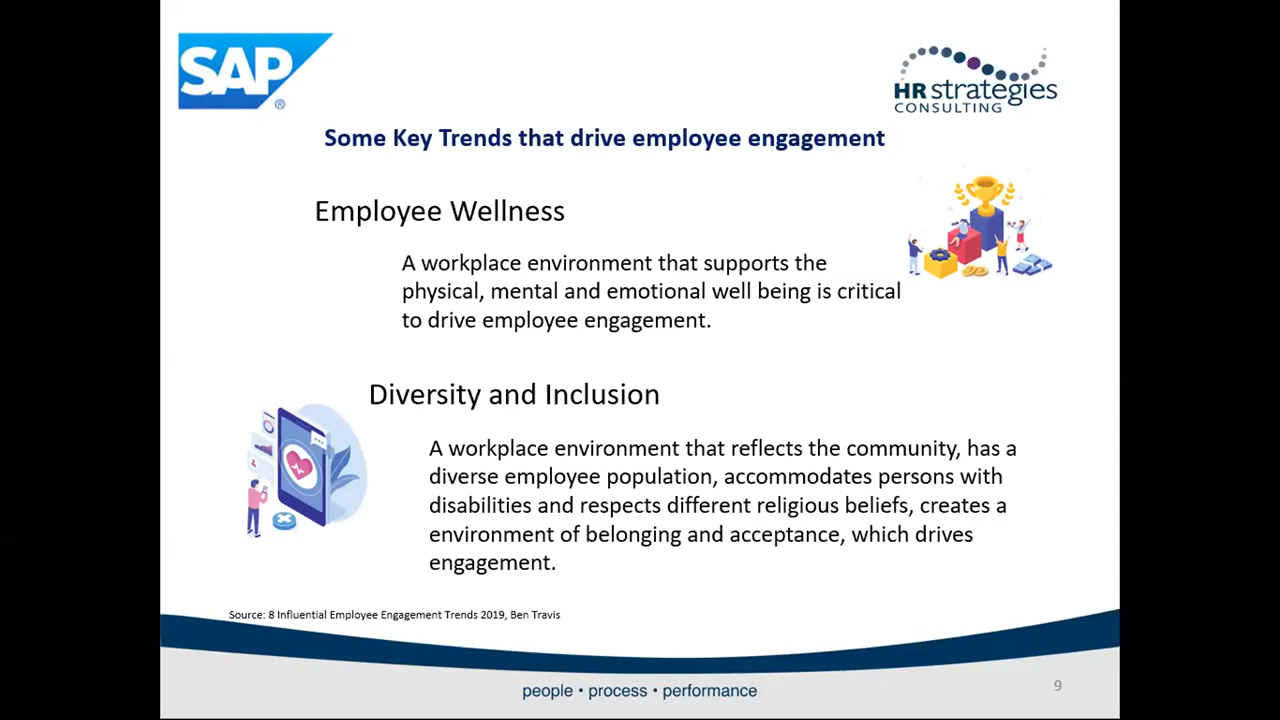 SAP
®
HR strategies
CONSULTING
Some Key Trends that drive employee engagement
Employee Wellness
A workplace environment that supports the
physical, mental and emotional well being is critical
to drive employee engagement.
Diversity and Inclusion
A workplace environment that reflects the community, has a
diverse employee population, accommodates persons with
disabilities and respects different religious beliefs, creates a
environment of belonging and acceptance, which drives
engagement.
Source: 8 Influential Employee Engagement Trends 2019, Ben Travis
people • process • performance
9